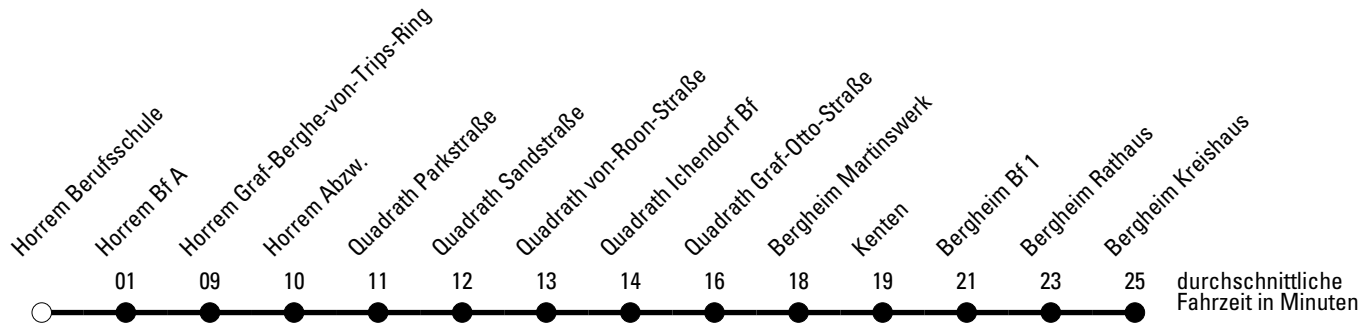 Horrem Berufsschule
Horrem Bf A
Horrem Graf-Berghe-von-Trips-Ring
Horrem Abzw.
Quadrath Parkstraße
Quadrath Sandstraße
Quadrath von-Roon-Straße
Quadrath Ichendorf Bf
Quadrath Graf-Otto-Straße
Bergheim Martinswerk
Kenten
Bergheim Bf 1
Bergheim Rathaus
Bergheim Kreishaus
01 09 10 11 12 13 14 16 18 19 21 23 25
durchschnittliche
Fahrzeit in Minuten